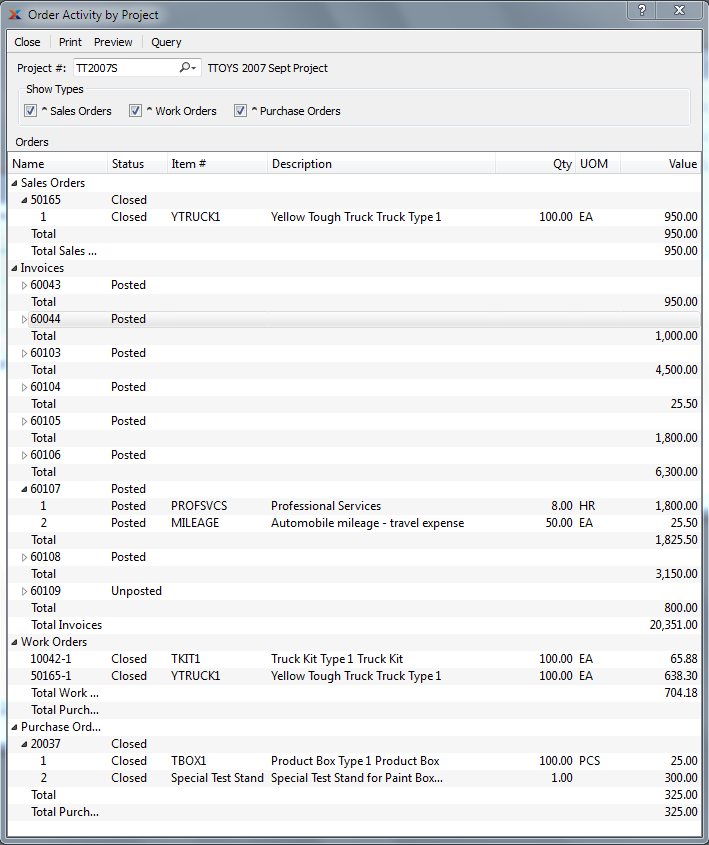 Order Activity by Project
Close Print Preview Query
Project #: TT2007S TTOYS 2007 Sept Project
Show Types
^ Sales Orders ^ Work Orders ^ Purchase Orders
Orders
Name Status Item # Description Qty UOM Value
Sales Orders
50165 Closed
1 Closed YTRUCK1 Yellow Tough Truck Truck Type 1 100.00 EA 950.00
Total 950.00
Total Sales ... 950.00
Invoices
60043 Posted
Total 950.00
60044 Posted
Total 1,000.00
60103 Posted
Total 4,500.00
60104 Posted
Total 25.50
60105 Posted
Total 1,800.00
60106 Posted
Total 6,300.00
60107 Posted
1 Posted PROFSVCS Professional Services 8.00 HR 1,800.00
2 Posted MILEAGE Automobile mileage - travel expense 50.00 EA 25.50
Total 1,825.50
60108 Posted
Total 3,150.00
60109 Unposted
Total 800.00
Total Invoices 20,351.00
Work Orders
10042-1 Closed TKIT1 Truck Kit Type 1 Truck Kit 100.00 EA 65.88
50165-1 Closed YTRUCK1 Yellow Tough Truck Truck Type 1 100.00 EA 638.30
Total Work ... 704.18
Total Purch...
Purchase Ord...
20037 Closed
1 Closed TBOX1 Product Box Type 1 Product Box 100.00 PCS 25.00
2 Closed Special Test Stand Special Test Stand for Paint Box... 1.00 300.00
Total 325.00
Total Purch... 325.00